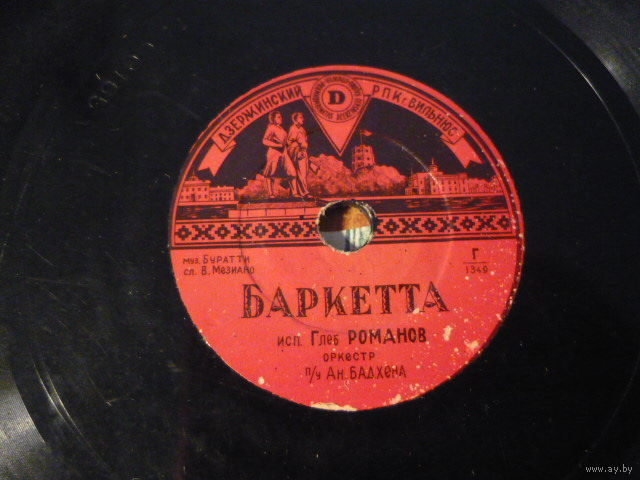 ДЗЕРЖИНСКИЙ
D
РПК г. ВИЛЬНЮС
муз. БУРАТТИ
сл. В. МЕЗИАНО
Г
1349
БАРКЕТТА
исп. Глеб РОМАНОВ
ОРКЕСТР
п/у Ан. БАДХЕНА
www.ay.by